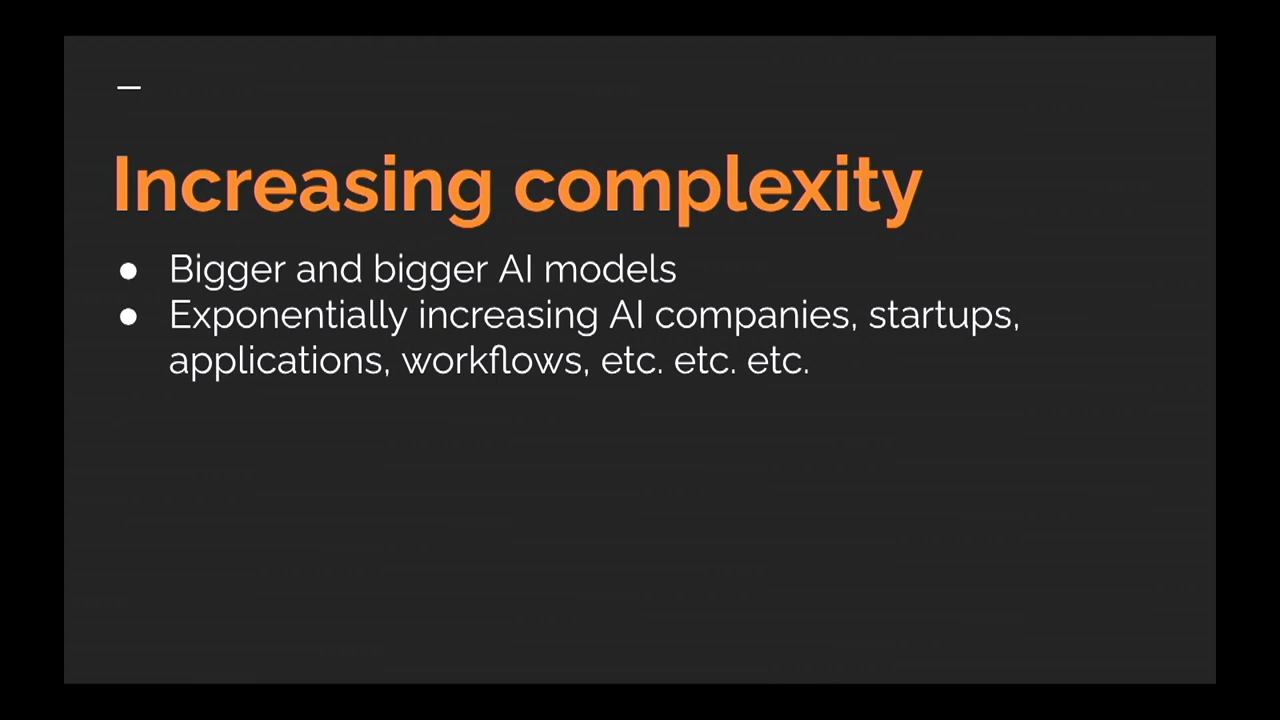 Increasing complexity
● Bigger and bigger AI models
● Exponentially increasing AI companies, startups,
applications, workflows, etc. etc. etc.